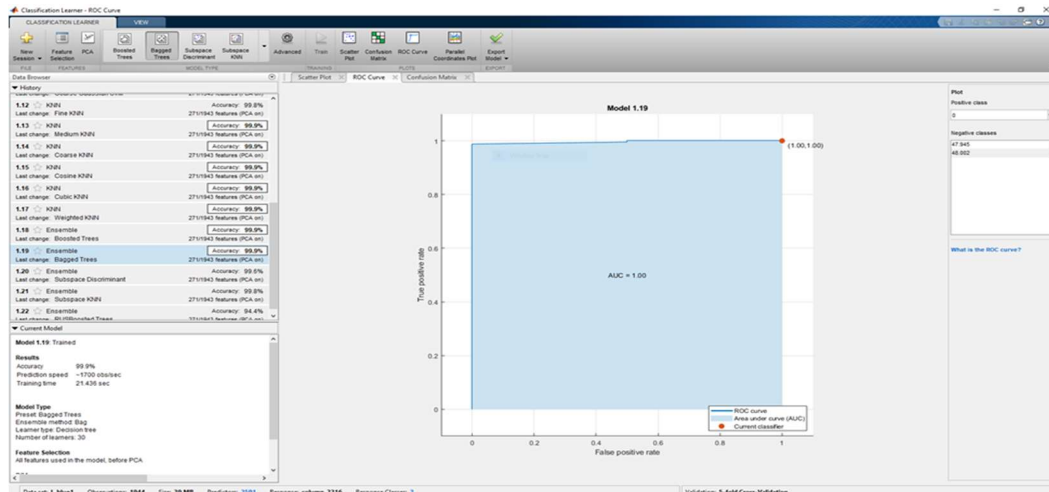 Classification Learner - ROC Curve
CLASSIFICATION LEARNER VIEW
New Session
Feature Selection
PCA
Boosted Trees
Bagged Trees
Subspace Discriminant
Subspace KNN
Advanced
Train
Scatter Plot
Confusion Matrix
ROC Curve
Parallel Coordinates Plot
Export Model
FILE FEATURES MODEL TYPE TRAINING PLOTS EXPORT
Data Browser
Scatter Plot ROC Curve Confusion Matrix
History
1.12 KNN Accuracy: 99.8%
Last change: Fine KNN 271/1943 features (PCA on)
1.13 KNN Accuracy: 99.9%
Last change: Medium KNN 271/1943 features (PCA on)
1.14 KNN Accuracy: 99.9%
Last change: Coarse KNN 271/1943 features (PCA on)
1.15 KNN Accuracy: 99.9%
Last change: Cosine KNN 271/1943 features (PCA on)
1.16 KNN Accuracy: 99.9%
Last change: Cubic KNN 271/1943 features (PCA on)
1.17 KNN Accuracy: 99.9%
Last change: Weighted KNN 271/1943 features (PCA on)
1.18 Ensemble Accuracy: 99.9%
Last change: Boosted Trees 271/1943 features (PCA on)
1.19 Ensemble Accuracy: 99.9%
Last change: Bagged Trees 271/1943 features (PCA on)
1.20 Ensemble Accuracy: 99.6%
Last change: Subspace Discriminant 271/1943 features (PCA on)
1.21 Ensemble Accuracy: 99.8%
Last change: Subspace KNN 271/1943 features (PCA on)
1.22 Ensemble Accuracy: 94.4%
Last change: RUSBoosted Trees 271/1943 features (PCA on)
Current Model
Model 1.19: Trained
Results
Accuracy 99.9%
Prediction speed ~1700 obs/sec
Training time 21.436 sec
Model Type
Preset: Bagged Trees
Ensemble method: Bag
Learner type: Decision tree
Number of learners: 30
Feature Selection
All features used in the model, before PCA
Model 1.19
1
0.8
0.6
0.4
0.2
0
True positive rate
(1.00,1.00)
AUC = 1.00
ROC curve
Area under curve (AUC)
Current classifier
0 0.2 0.4 0.6 0.8 1
False positive rate
Plot
Positive class
0
Negative classes
47.945
48.002
What is the ROC curve?